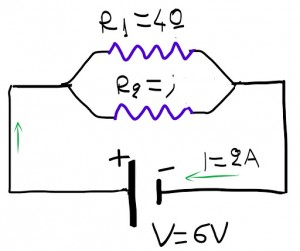 R₁=4Ω
R₂=;
+ -
I=2A
V=6V